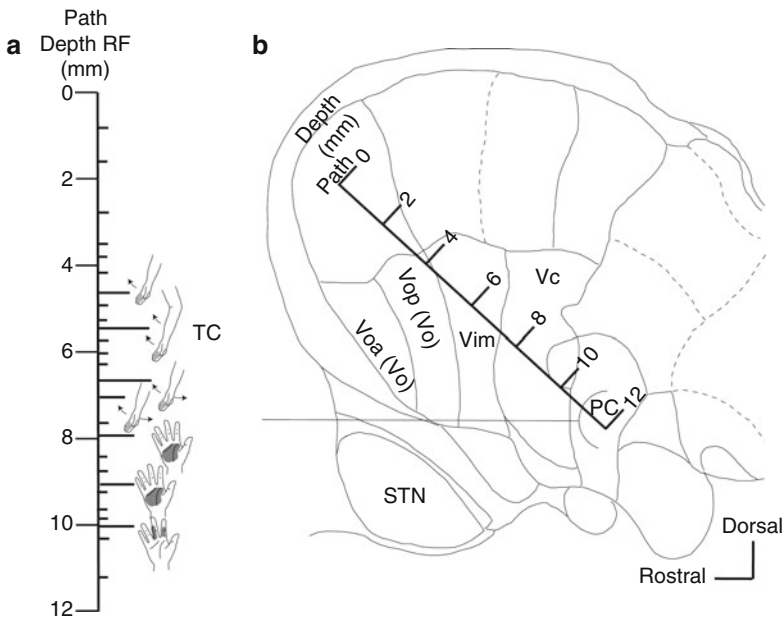 a
Path
Depth RF
(mm)
0
2
4
6
8
10
12
TC
b
Depth
(mm)
Path
0
2
4
6
8
10
12
Vc
Vop (Vo)
Voa (Vo)
Vim
PC
STN
Dorsal
Rostral